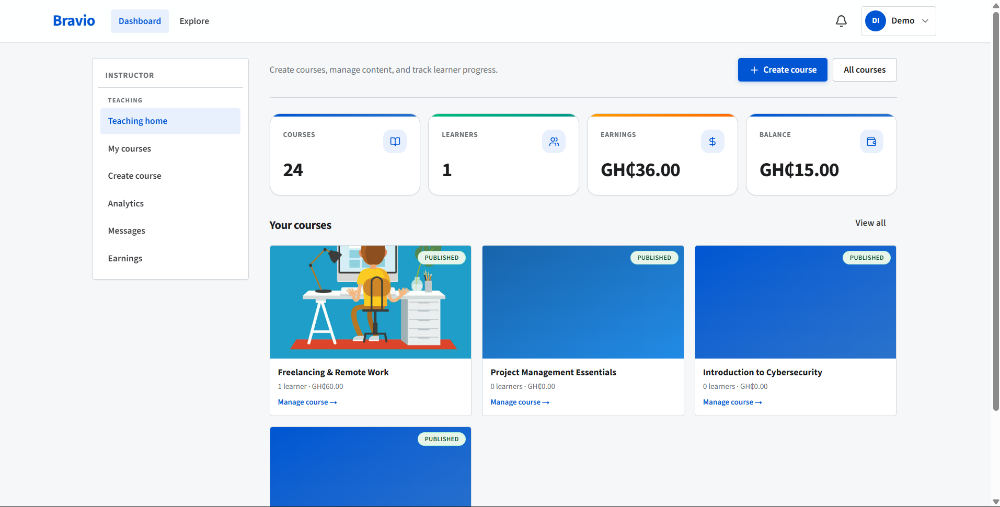 Bravio
Dashboard
Explore
DI
Demo
INSTRUCTOR
TEACHING
Teaching home
My courses
Create course
Analytics
Messages
Earnings
Create courses, manage content, and track learner progress.
Create course
All courses
COURSES
24
LEARNERS
1
EARNINGS
GH₵36.00
BALANCE
GH₵15.00
Your courses
View all
PUBLISHED
Freelancing & Remote Work
1 learner · GH₵60.00
Manage course →
PUBLISHED
Project Management Essentials
0 learners · GH₵0.00
Manage course →
PUBLISHED
Introduction to Cybersecurity
0 learners · GH₵0.00
Manage course →
PUBLISHED